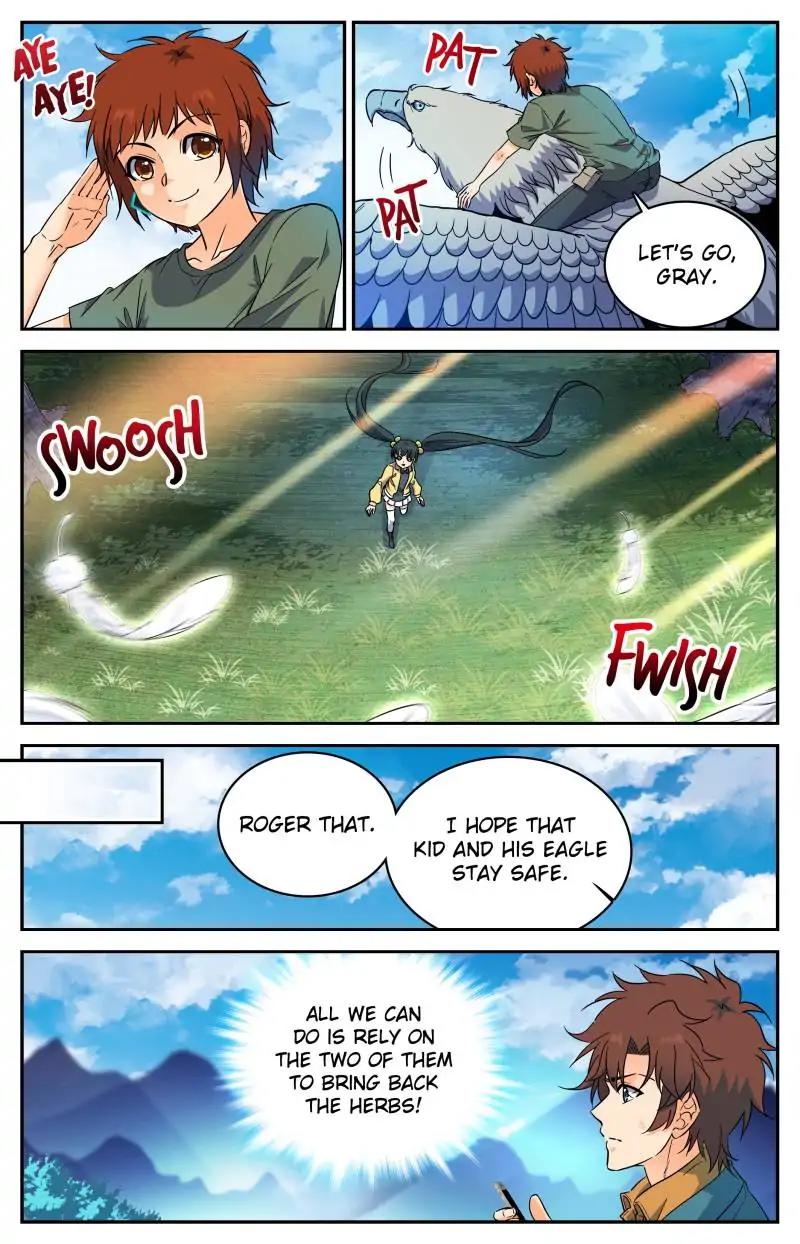 AYE
AYE!
PAT
PAT
LET'S GO,
GRAY.
SWOOSH
FWISH
ROGER THAT.
I HOPE THAT
KID AND HIS EAGLE
STAY SAFE.
ALL WE CAN
DO IS RELY ON
THE TWO OF THEM
TO BRING BACK
THE HERBS!